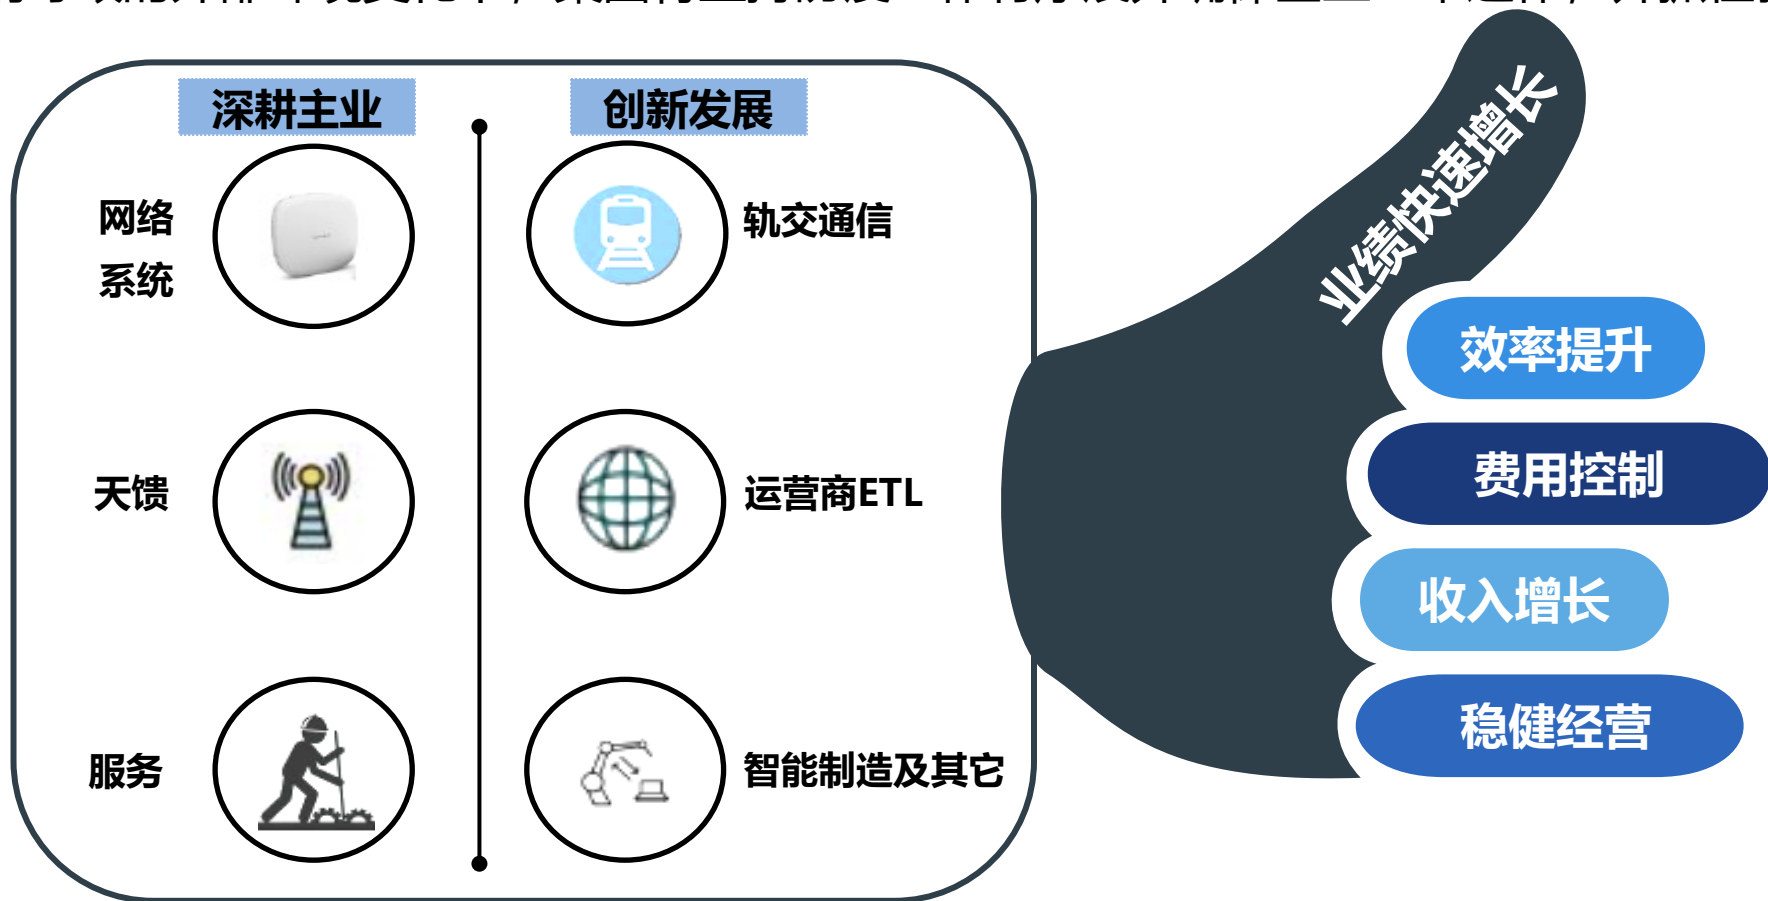 深耕主业
创新发展
网络
系统
轨交通信
天馈
运营商ETL
服务
智能制造及其它
业绩快速增长
效率提升
费用控制
收入增长
稳健经营